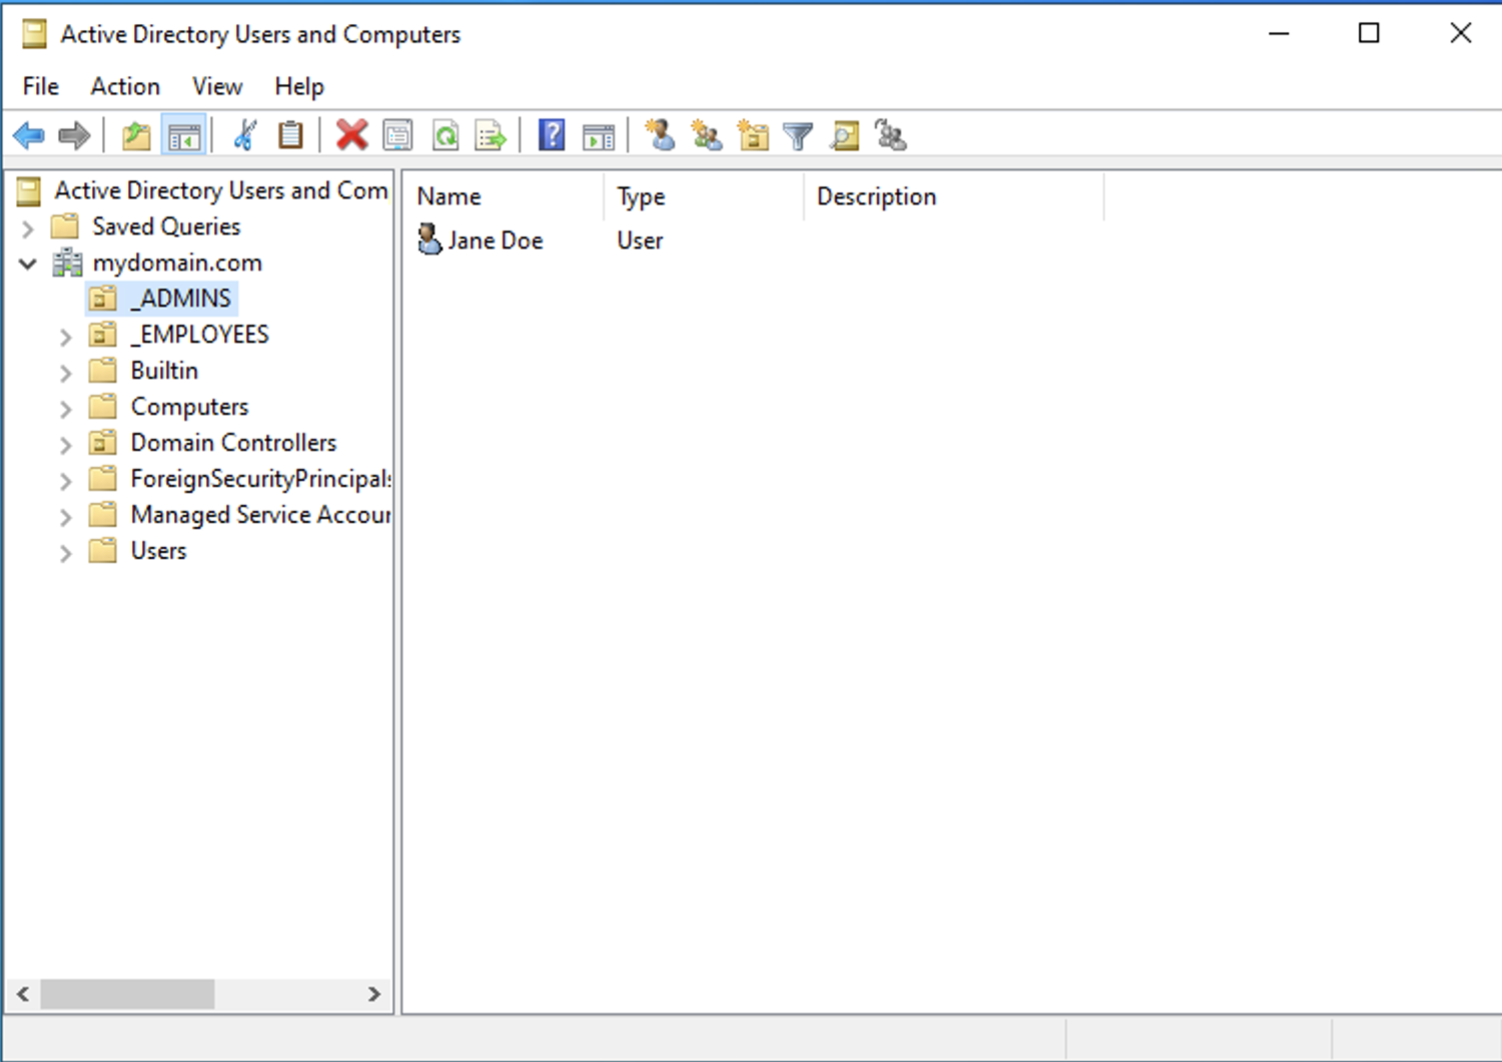 Active Directory Users and Computers
File Action View Help
Active Directory Users and Com
Saved Queries
mydomain.com
_ADMINS
_EMPLOYEES
Builtin
Computers
Domain Controllers
ForeignSecurityPrincipals
Managed Service Accour
Users
Name Type Description
Jane Doe User